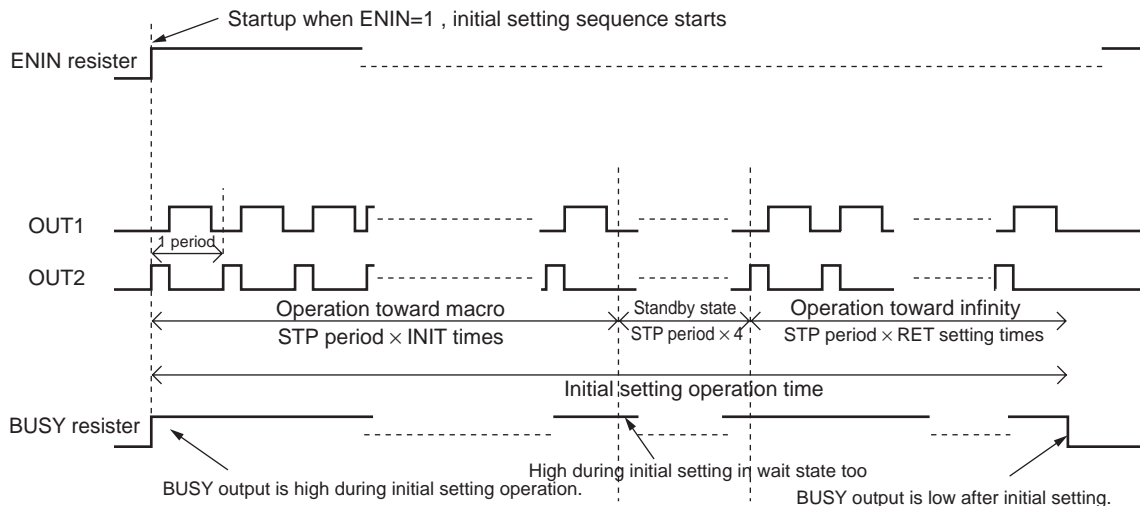 Startup when ENIN=1 , initial setting sequence starts
ENIN resister
OUT1
1 period
OUT2
Operation toward macro
STP period × INIT times
Standby state
STP period × 4
Operation toward infinity
STP period × RET setting times
Initial setting operation time
BUSY resister
High during initial setting in wait state too
BUSY output is high during initial setting operation.
BUSY output is low after initial setting.